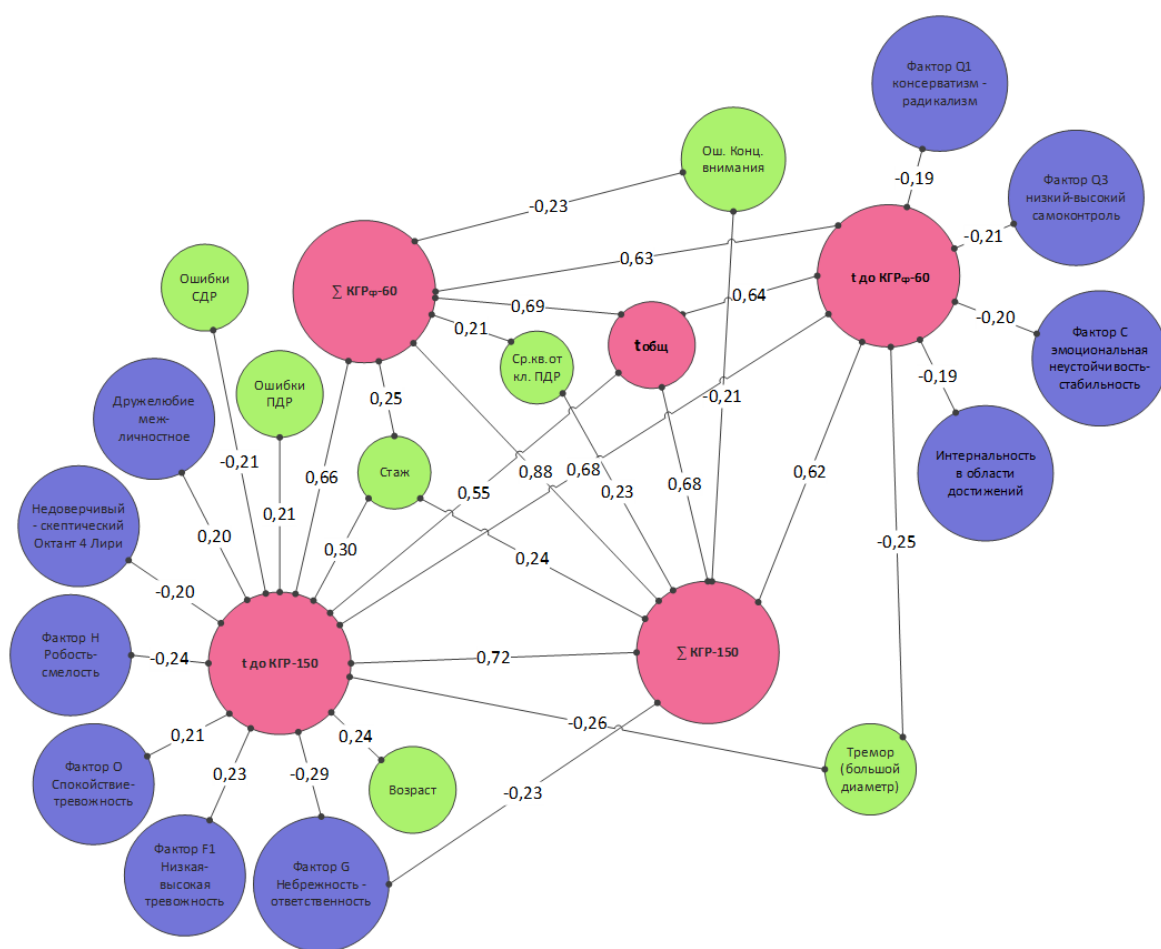 Фактор Q1
консерватизм -
радикализм
Ош. Конц.
внимания
-0,19
Фактор Q3
низкий-высокий
самоконтроль
-0,23
-0,21
Ошибки
СДР
∑ КГРф-60
0,63
t до КГРф-60
0,69
0,64
-0,20
0,21
tобщ
Фактор С
эмоциональная
неустойчивость-
стабильность
Ср.кв.от
кл. ПДР
Ошибки
ПДР
-0,19
Дружелюбие
меж-
личностное
0,25
-0,21
Интернальность
в области
достижений
-0,21
0,66
Стаж
0,88
0,68
0,62
0,55
0,23
0,68
Недоверчивый
- скептический
Октант 4 Лири
0,20
0,21
0,30
0,24
-0,25
-0,20
Фактор Н
Робость-
смелость
-0,24
t до КГР-150
0,72
∑ КГР-150
-0,26
0,21
0,24
Тремор
(большой
диаметр)
Фактор О
Спокойствие-
тревожность
0,23
-0,29
Возраст
-0,23
Фактор F1
Низкая-
высокая
тревожность
Фактор G
Небрежность -
ответственность